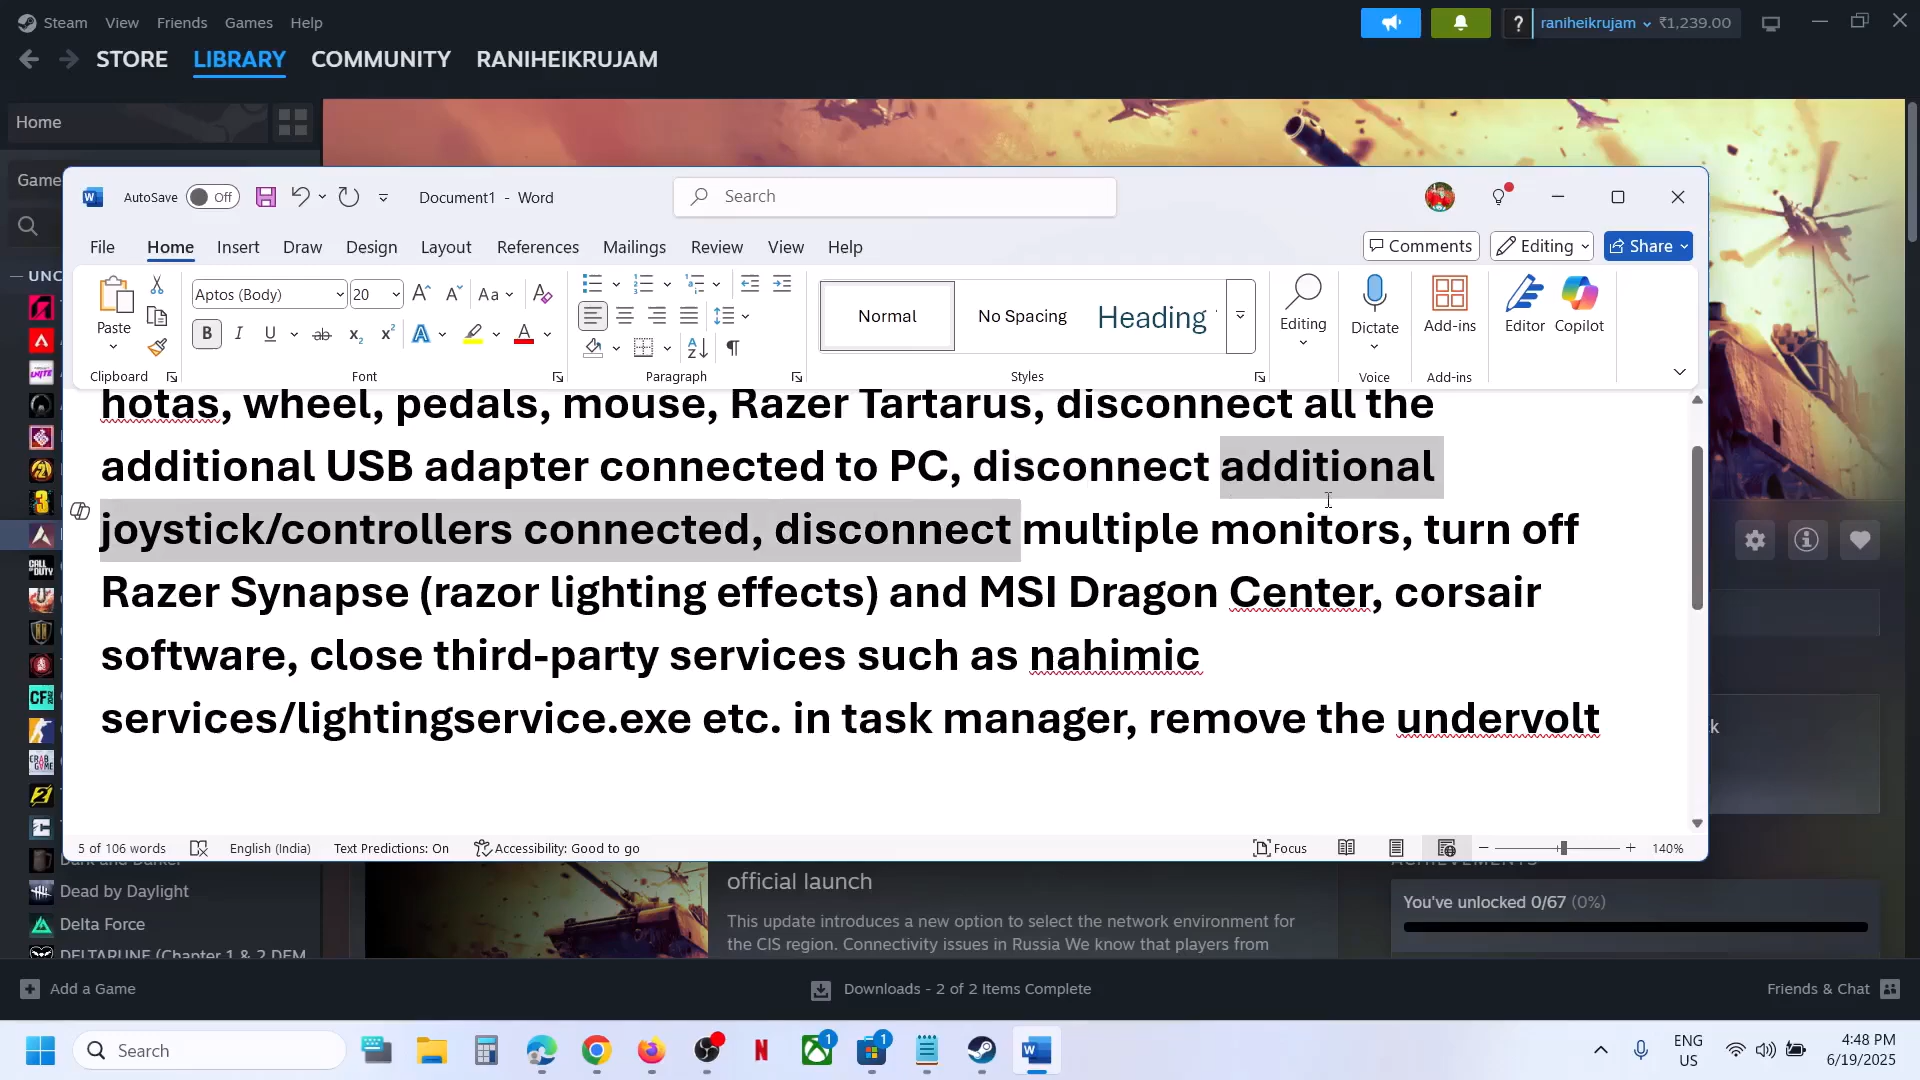 Steam View Friends Games Help
? raniheikrujam ₹1,239.00
STORE LIBRARY COMMUNITY RANIHEIKRUJAM
Home
Game
AutoSave Off Document1 - Word Search
File Home Insert Draw Design Layout References Mailings Review View Help Comments Editing Share
UNC
Aptos (Body) 20
Paste
Normal No Spacing Heading
Editing Dictate Add-ins Editor Copilot
Clipboard Font Paragraph Styles Voice Add-ins
hotas, wheel, pedals, mouse, Razer Tartarus, disconnect all the
additional USB adapter connected to PC, disconnect additional
joystick/controllers connected, disconnect multiple monitors, turn off
Razer Synapse (razor lighting effects) and MSI Dragon Center, corsair
software, close third-party services such as nahimic
services/lightingservice.exe etc. in task manager, remove the undervolt
5 of 106 words English (India) Text Predictions: On Accessibility: Good to go Focus 140%
Dead by Daylight
Delta Force
DELTARUNE (Chapter 1 & 2 DEM
official launch
This update introduces a new option to select the network environment for
the CIS region. Connectivity issues in Russia We know that players from
You've unlocked 0/67 (0%)
Add a Game Downloads - 2 of 2 Items Complete Friends & Chat
Search
ENG
US
4:48 PM
6/19/2025